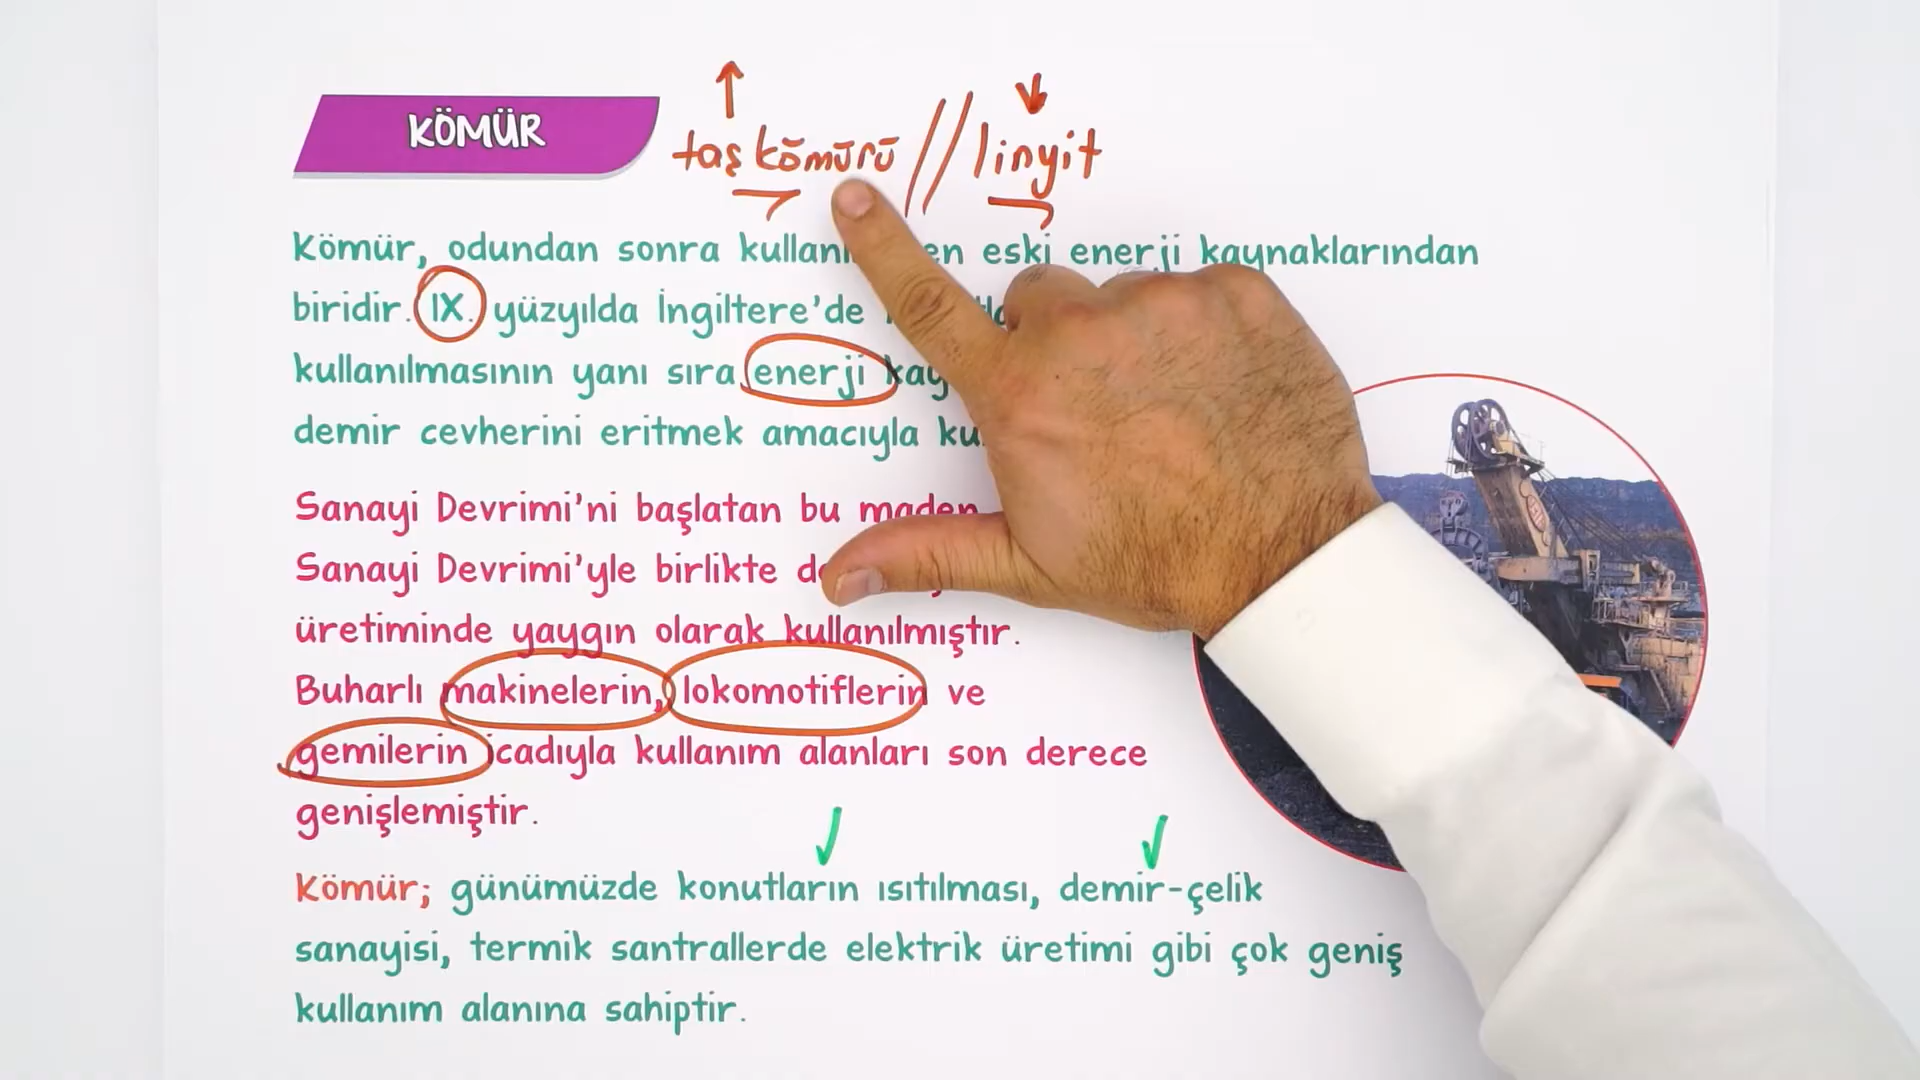 KÖMÜR
taş kömürü // linyit
Kömür, odundan sonra en eski enerji kaynaklarından
biridir. IX. yüzyılda İngiltere'de
kullanılmasının yanı sıra enerji
demir cevherini eritmek amacıyla
Sanayi Devrimi'ni başlatan bu maden
Sanayi Devrimi'yle birlikte
üretiminde yaygın olarak kullanılmıştır.
Buharlı makinelerin, lokomotiflerin ve
gemilerin icadıyla kullanım alanları son derece
genişlemiştir.
Kömür; günümüzde konutların ısıtılması, demir-çelik
sanayisi, termik santrallerde elektrik üretimi gibi çok geniş
kullanım alanına sahiptir.